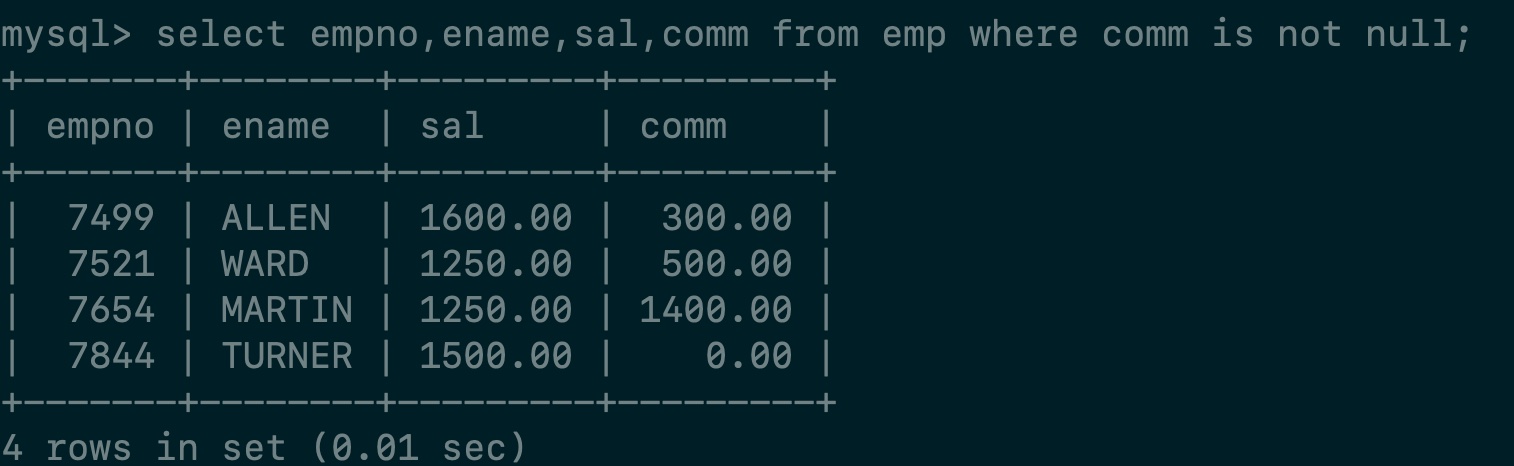 mysql> select empno,ename,sal,comm from emp where comm is not null;
+-------+--------+---------+---------+
| empno | ename  | sal     | comm    |
+-------+--------+---------+---------+
|  7499 | ALLEN  | 1600.00 |  300.00 |
|  7521 | WARD   | 1250.00 |  500.00 |
|  7654 | MARTIN | 1250.00 | 1400.00 |
|  7844 | TURNER | 1500.00 |    0.00 |
+-------+--------+---------+---------+
4 rows in set (0.01 sec)